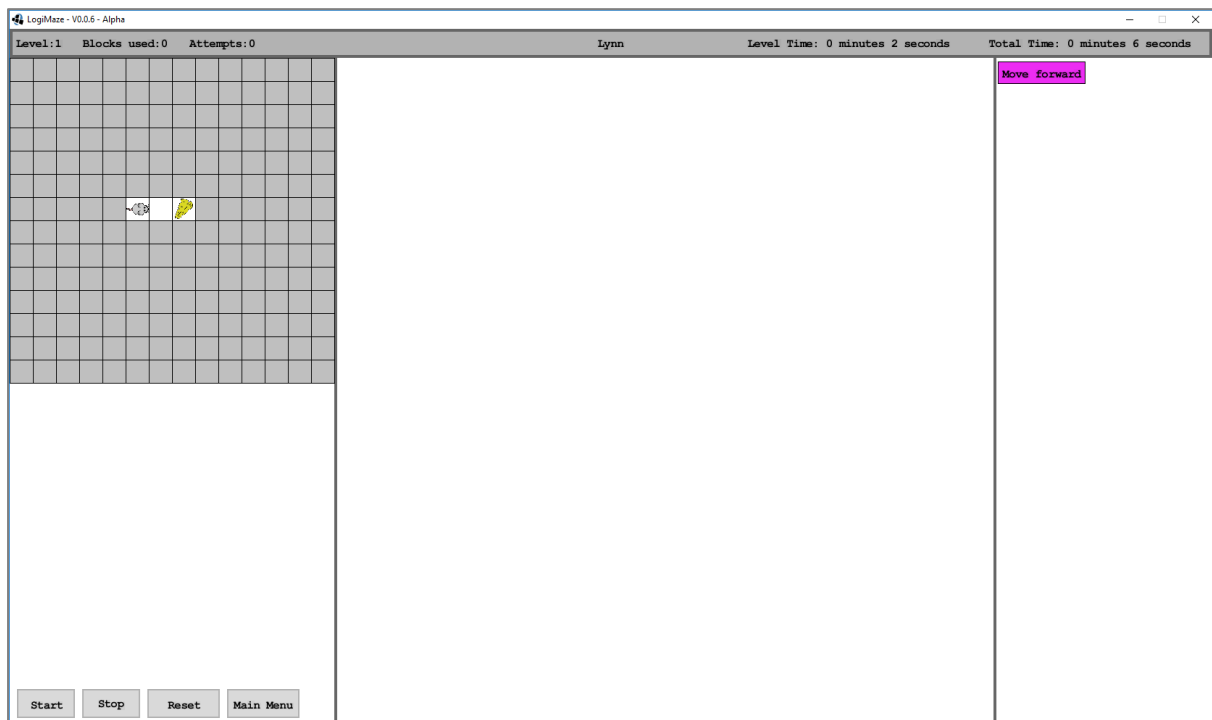 LogiMaze - V0.0.6 - Alpha
Level:1 Blocks used:0 Attempts:0 Lynn Level Time: 0 minutes 2 seconds Total Time: 0 minutes 6 seconds
Move forward
Start Stop Reset Main Menu